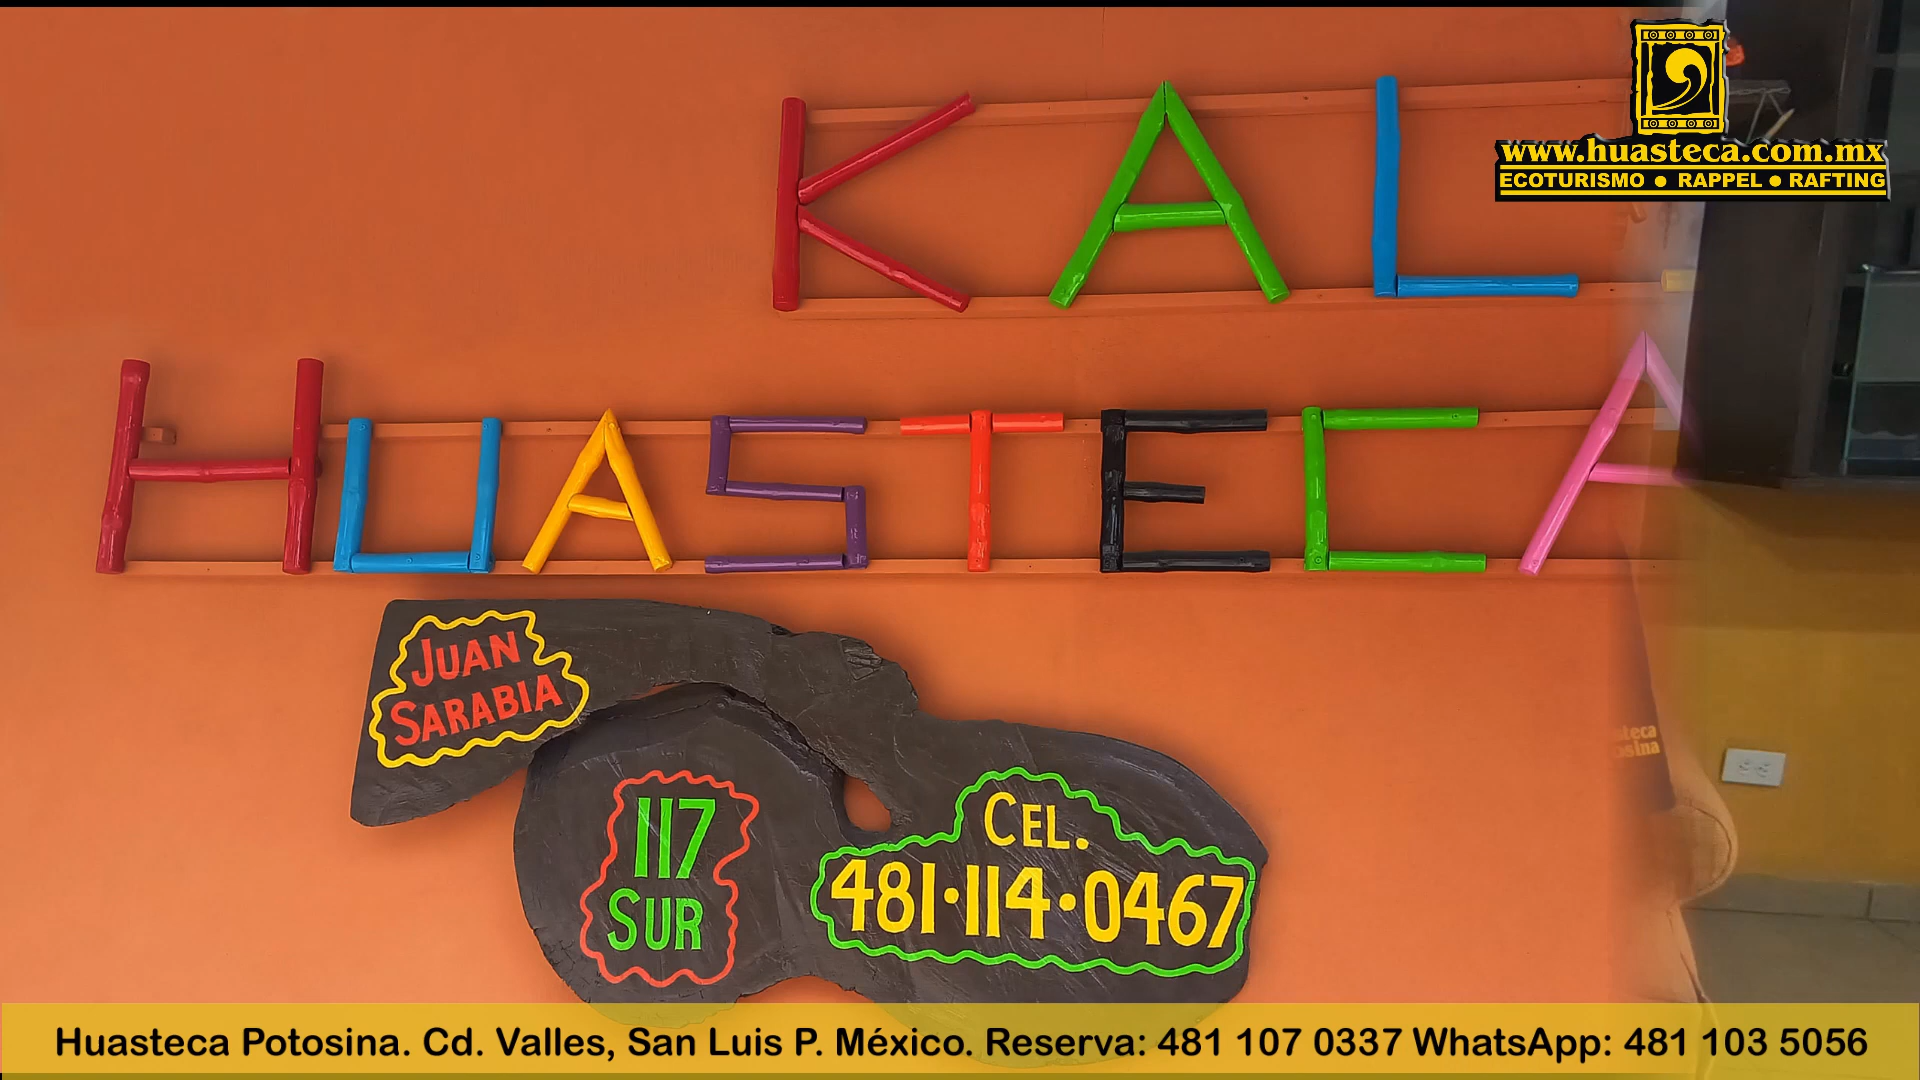 KAL
www.huasteca.com.mx
ECOTURISMO ● RAPPEL ● RAFTING
HUASTECA
JUAN
SARABIA
117
SUR
CEL.
481·114·0467
Huasteca Potosina. Cd. Valles, San Luis P. México. Reserva: 481 107 0337 WhatsApp: 481 103 5056